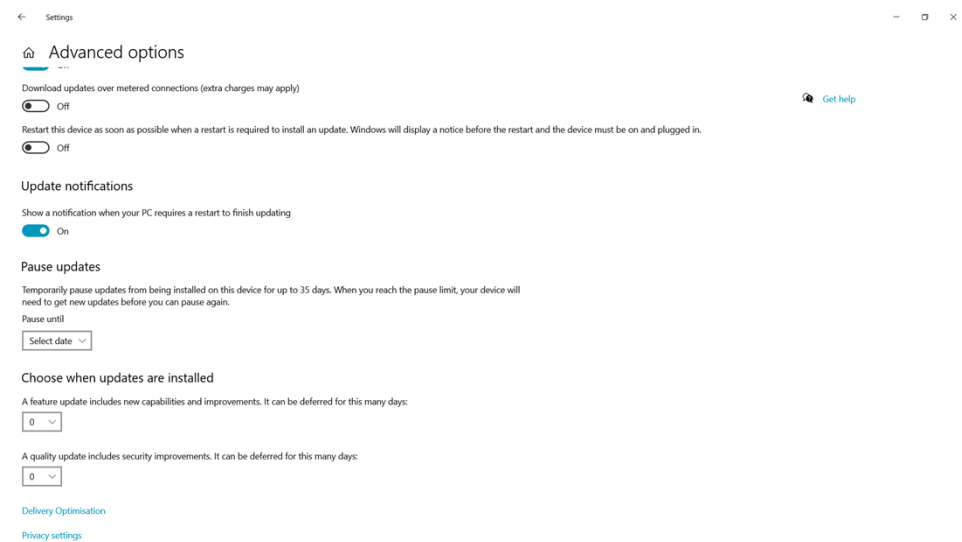 Settings
Advanced options
Download updates over metered connections (extra charges may apply)
Off
Get help
Restart this device as soon as possible when a restart is required to install an update. Windows will display a notice before the restart and the device must be on and plugged in.
Off
Update notifications
Show a notification when your PC requires a restart to finish updating
On
Pause updates
Temporarily pause updates from being installed on this device for up to 35 days. When you reach the pause limit, your device will
need to get new updates before you can pause again.
Pause until
Select date
Choose when updates are installed
A feature update includes new capabilities and improvements. It can be deferred for this many days:
0
A quality update includes security improvements. It can be deferred for this many days:
0
Delivery Optimisation
Privacy settings